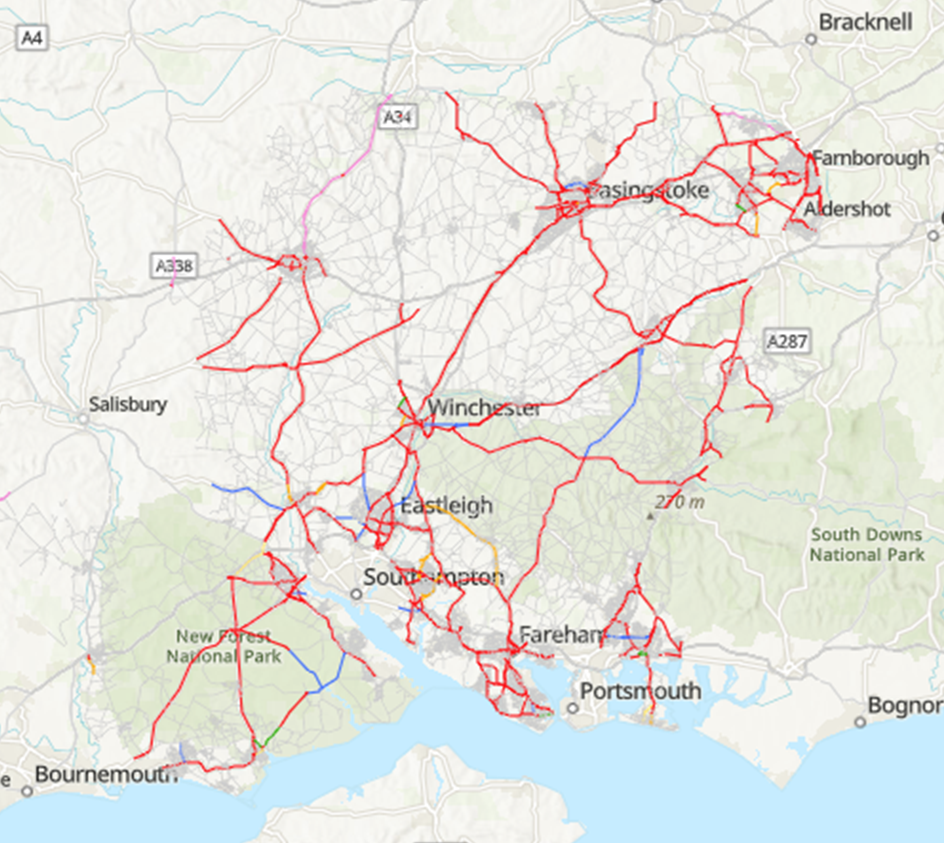 Bracknell
A4
A34
Farnborough
Basingstoke
Aldershot
A338
A287
Salisbury
Winchester
Eastleigh
270 m
South Downs
National Park
Southampton
New Forest
National Park
Fareham
Portsmouth
Bognor
Bournemouth
e